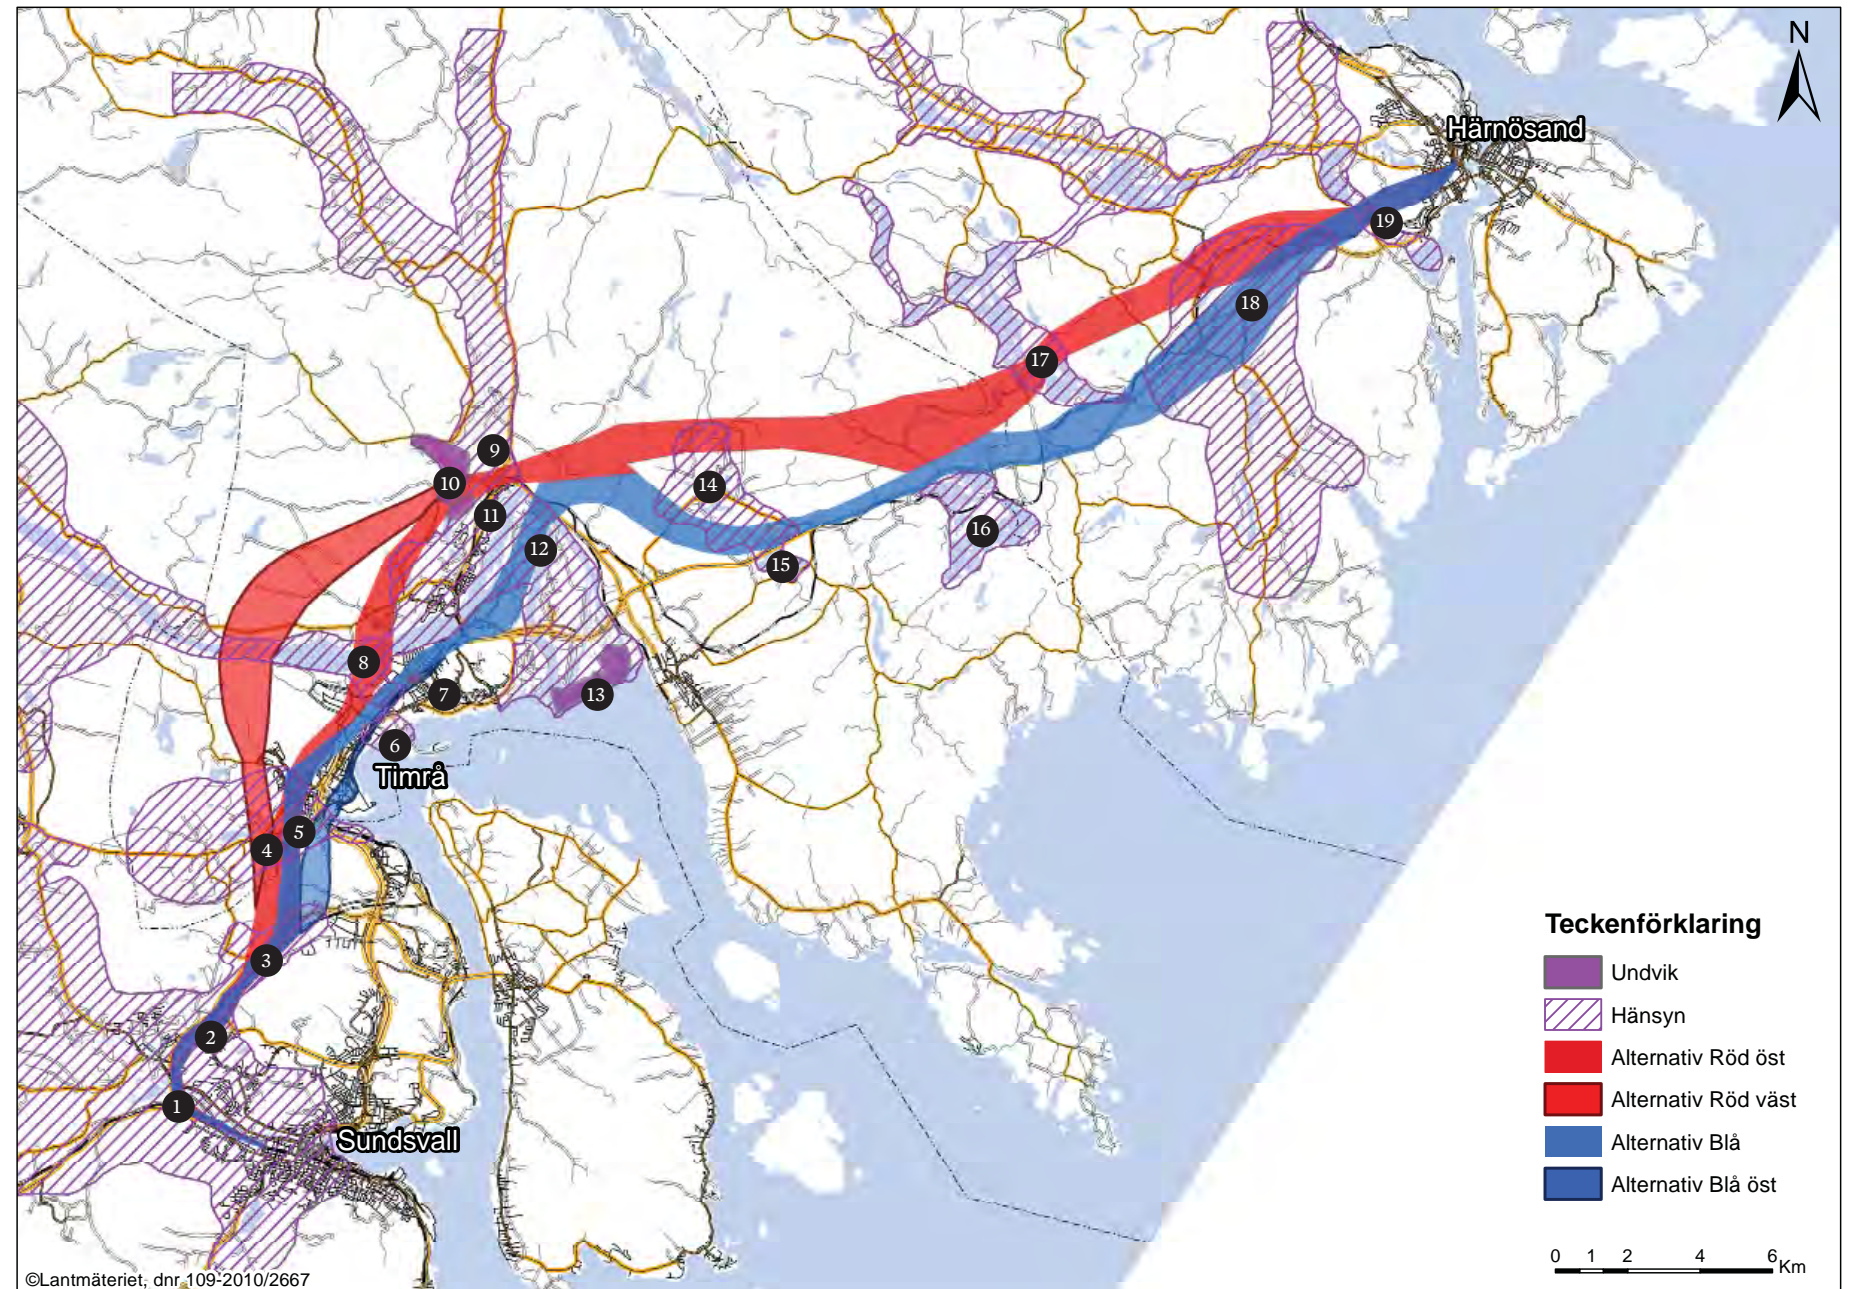 N
Härnösand
19
18
17
9
10
14
11
16
12
15
8
7
13
6
Timrå
5
4
3
2
1
Sundsvall
Teckenförklaring
Undvik
Hänsyn
Alternativ Röd öst
Alternativ Röd väst
Alternativ Blå
Alternativ Blå öst
0 1 2 4 6 Km
©Lantmäteriet, dnr 109-2010/2667